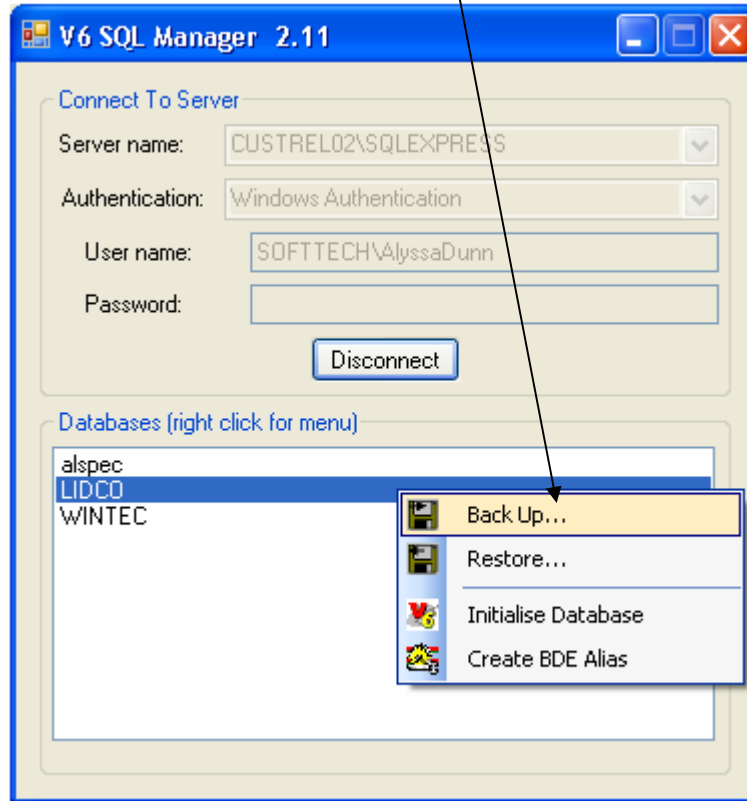 V6 SQL Manager 2.11
Connect To Server
Server name: CUSTREL02\SQLEXPRESS
Authentication: Windows Authentication
User name: SOFTTECH\AlyssaDunn
Password:
Disconnect
Databases (right click for menu)
alspec
LIDCO
WINTEC
Back Up...
Restore...
Initialise Database
Create BDE Alias